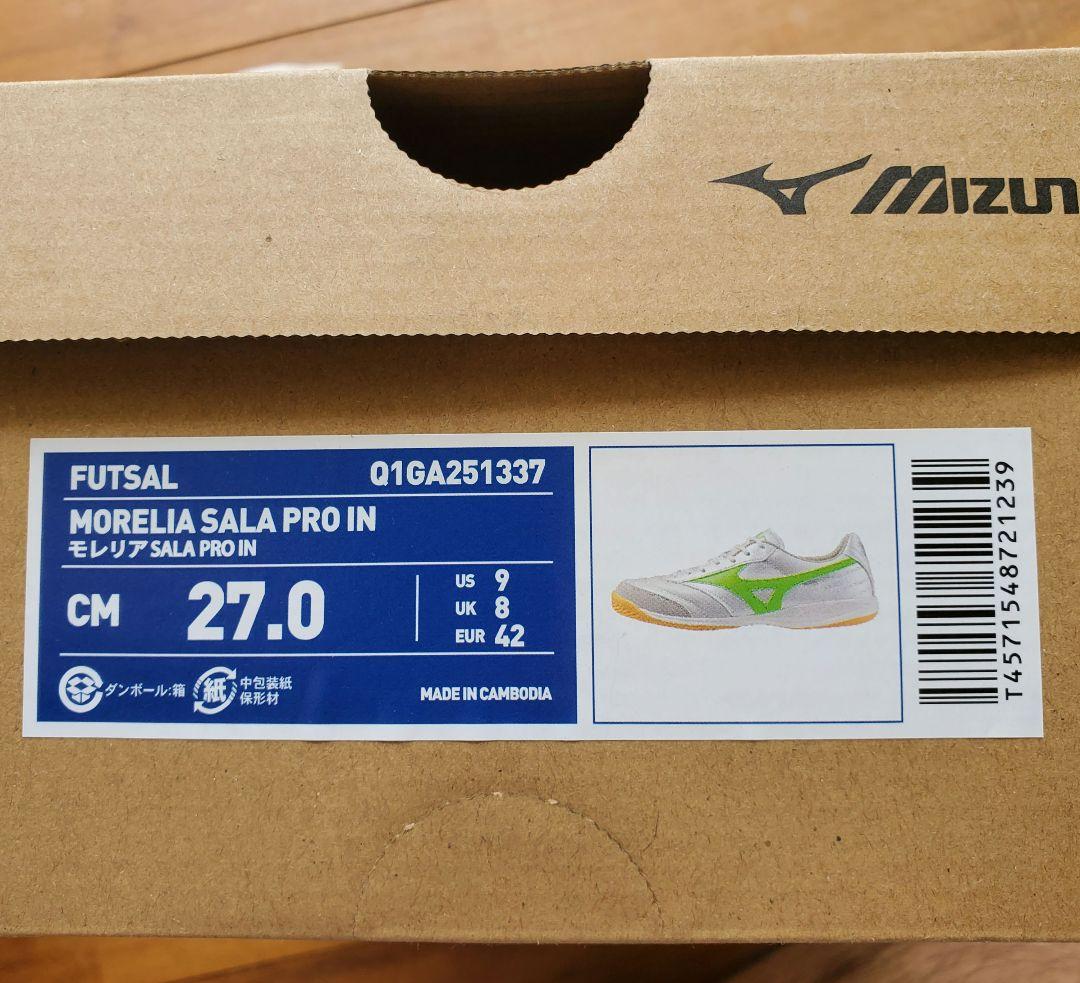 MIZUN
FUTSAL Q1GA251337
MORELIA SALA PRO IN
モレリア SALA PRO IN
CM 27.0
US 9
UK 8
EUR 42
ダンボール:箱
紙
中包装紙
保形材
MADE IN CAMBODIA
T4571548721239